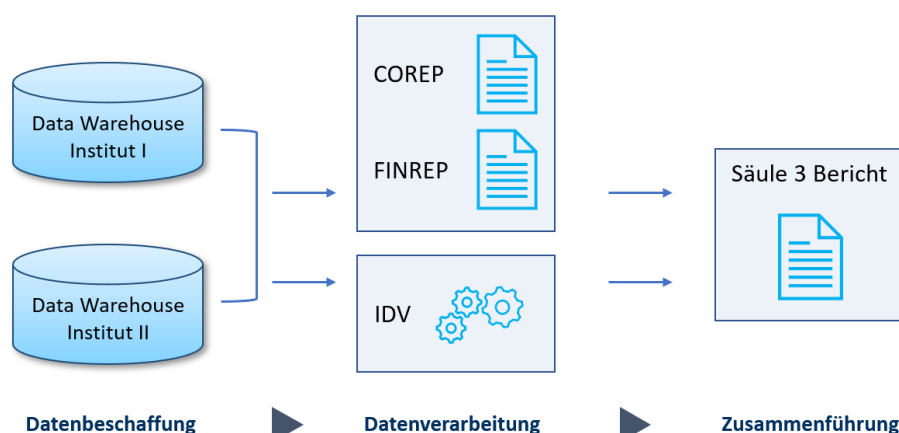 Data Warehouse
Institut I
Data Warehouse
Institut II
COREP
FINREP
IDV
Säule 3 Bericht
Datenbeschaffung
Datenverarbeitung
Zusammenführung